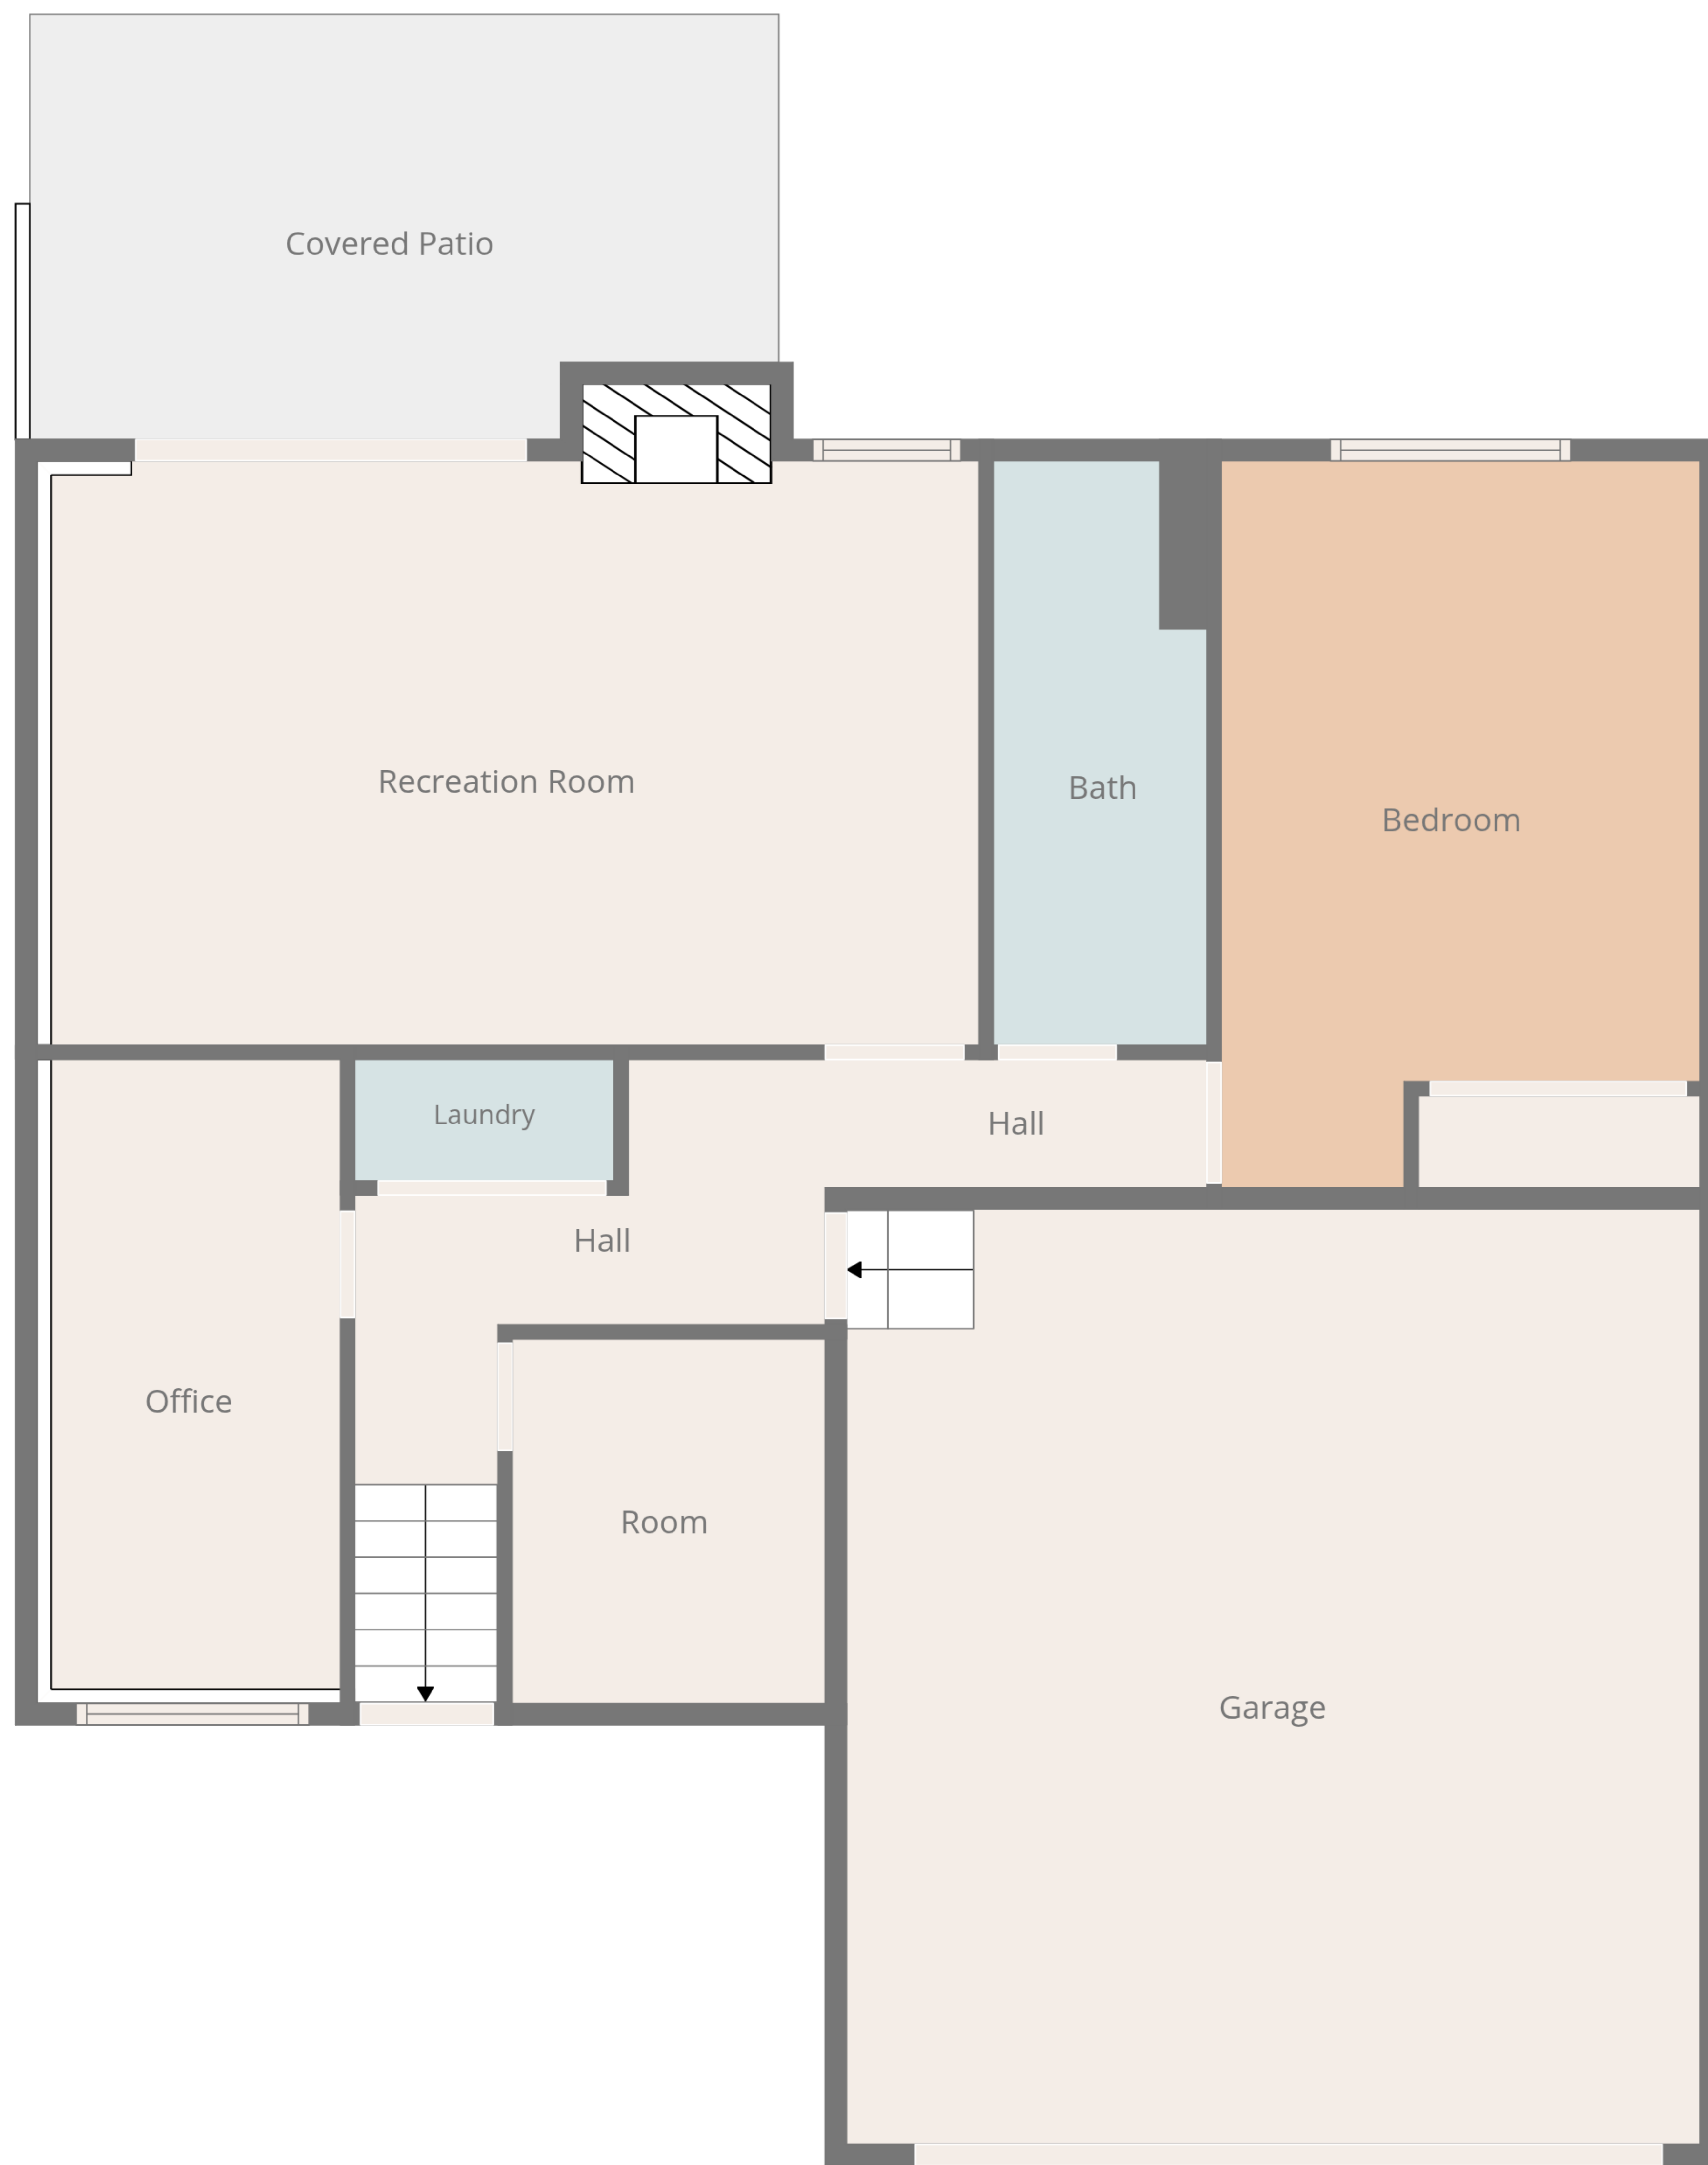 Covered Patio
Recreation Room
Bath
Bedroom
Laundry
Hall
Hall
Office
Room
Garage